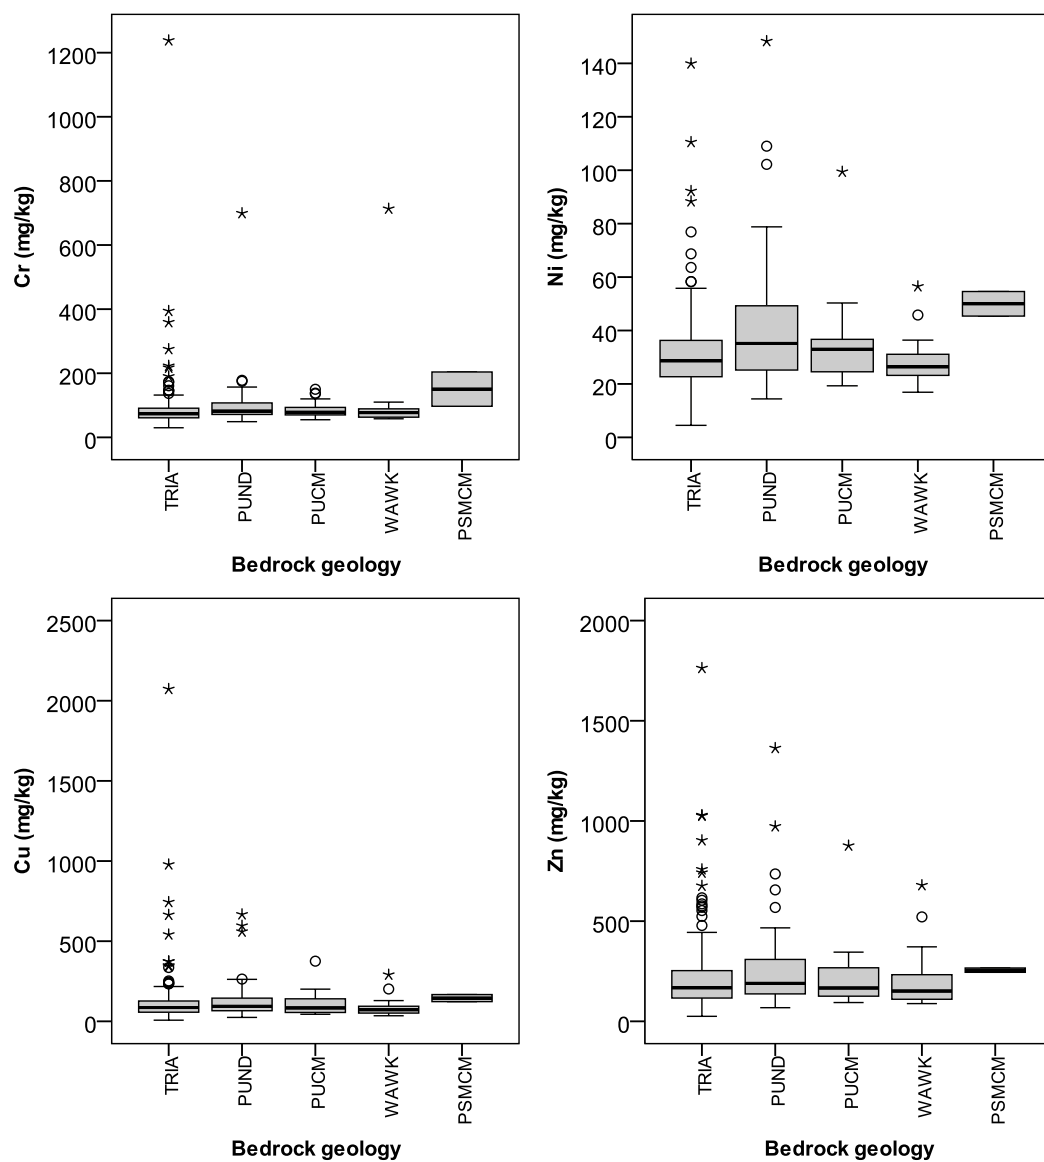 Cr (mg/kg)
1200
1000
800
600
400
200
0
TRIA
PUND
PUCM
WAWK
PSMCM
Bedrock geology
Ni (mg/kg)
140
120
100
80
60
40
20
0
TRIA
PUND
PUCM
WAWK
PSMCM
Bedrock geology
Cu (mg/kg)
2500
2000
1500
1000
500
0
TRIA
PUND
PUCM
WAWK
PSMCM
Bedrock geology
Zn (mg/kg)
2000
1500
1000
500
0
TRIA
PUND
PUCM
WAWK
PSMCM
Bedrock geology